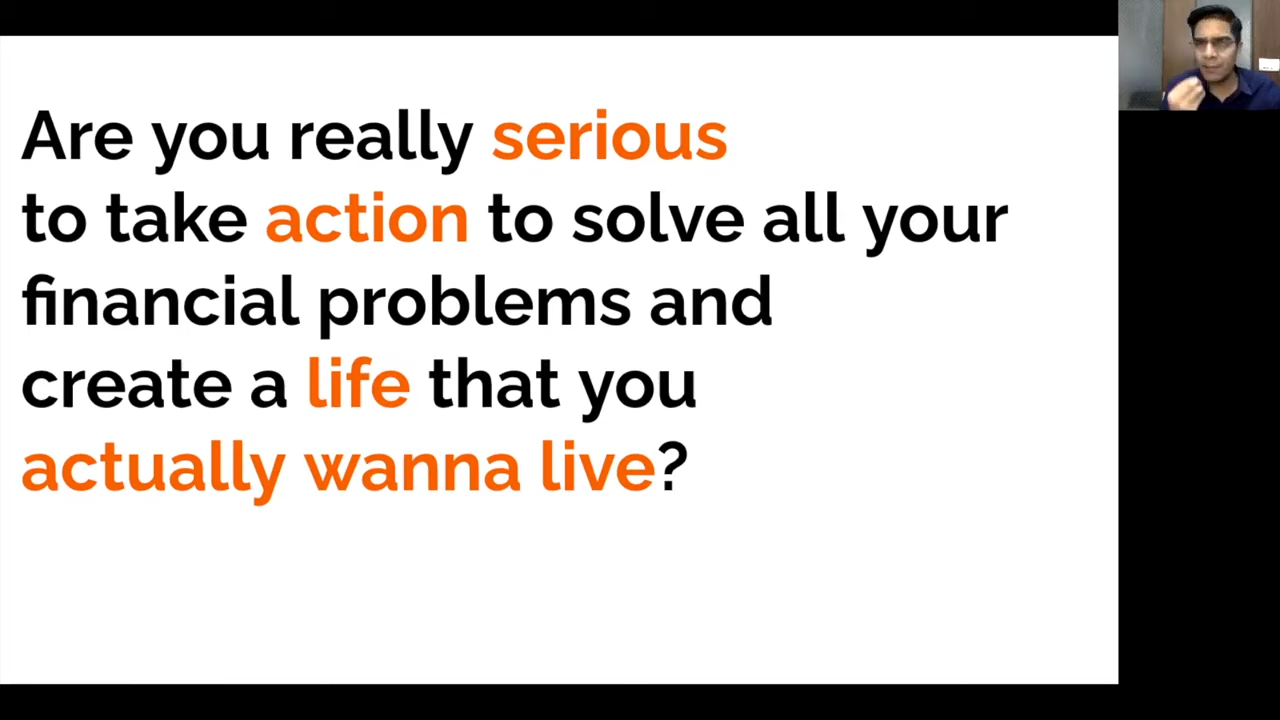 Are you really serious
to take action to solve all your
financial problems and
create a life that you
actually wanna live?